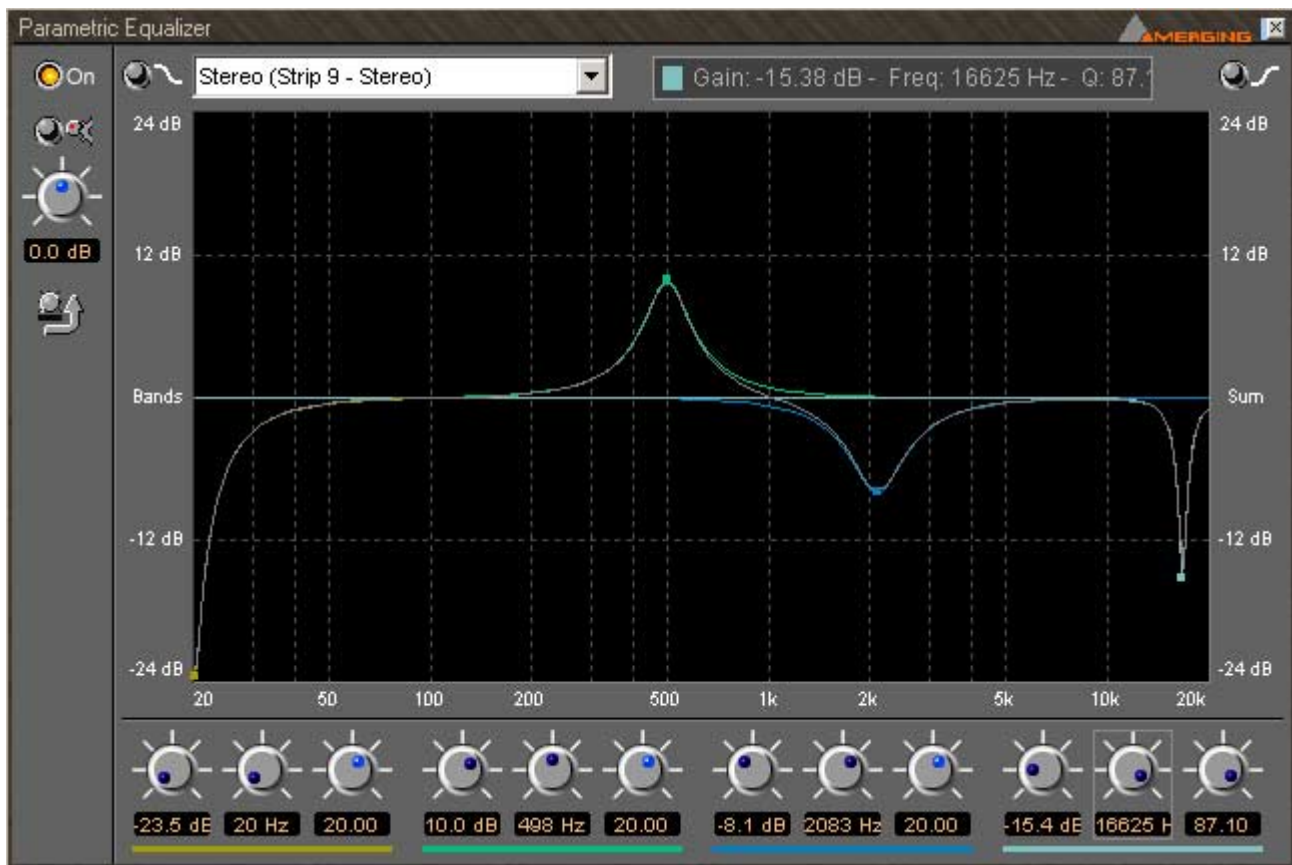 Parametric Equalizer
MERGING
On
Stereo (Strip 9 - Stereo)
Gain: -15.38 dB - Freq: 16625 Hz - Q: 87.1
24 dB
24 dB
12 dB
12 dB
0.0 dB
Bands
Sum
-12 dB
-12 dB
-24 dB
-24 dB
20 50 100 200 500 1k 2k 5k 10k 20k
-23.5 dB 20 Hz 20.00 10.0 dB 498 Hz 20.00 -8.1 dB 2083 Hz 20.00 -15.4 dB 16625 H 87.10